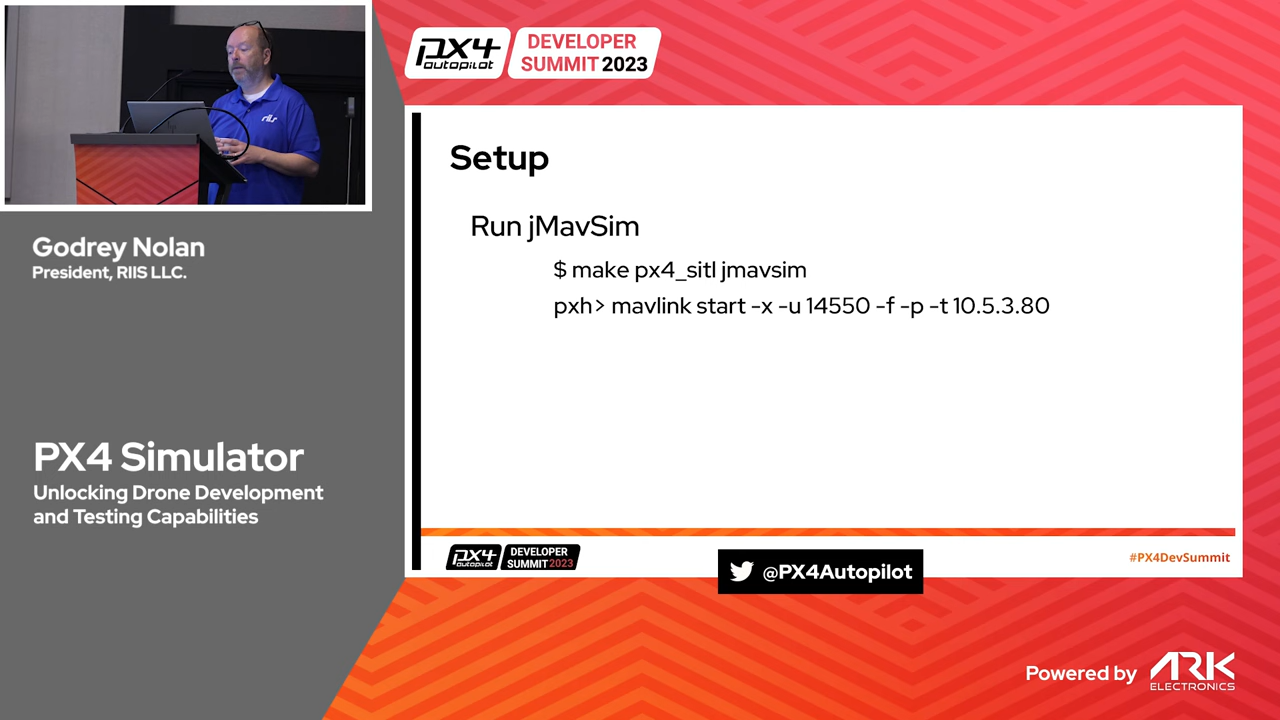 px4
autopilot
DEVELOPER
SUMMIT 2023
riis
Godrey Nolan
President, RIIS LLC.
PX4 Simulator
Unlocking Drone Development
and Testing Capabilities
Setup
Run jMavSim
$ make px4_sitl jmavsim
pxh> mavlink start -x -u 14550 -f -p -t 10.5.3.80
px4
autopilot
DEVELOPER
SUMMIT 2023
@PX4Autopilot
#PX4DevSummit
Powered by
ARK
ELECTRONICS